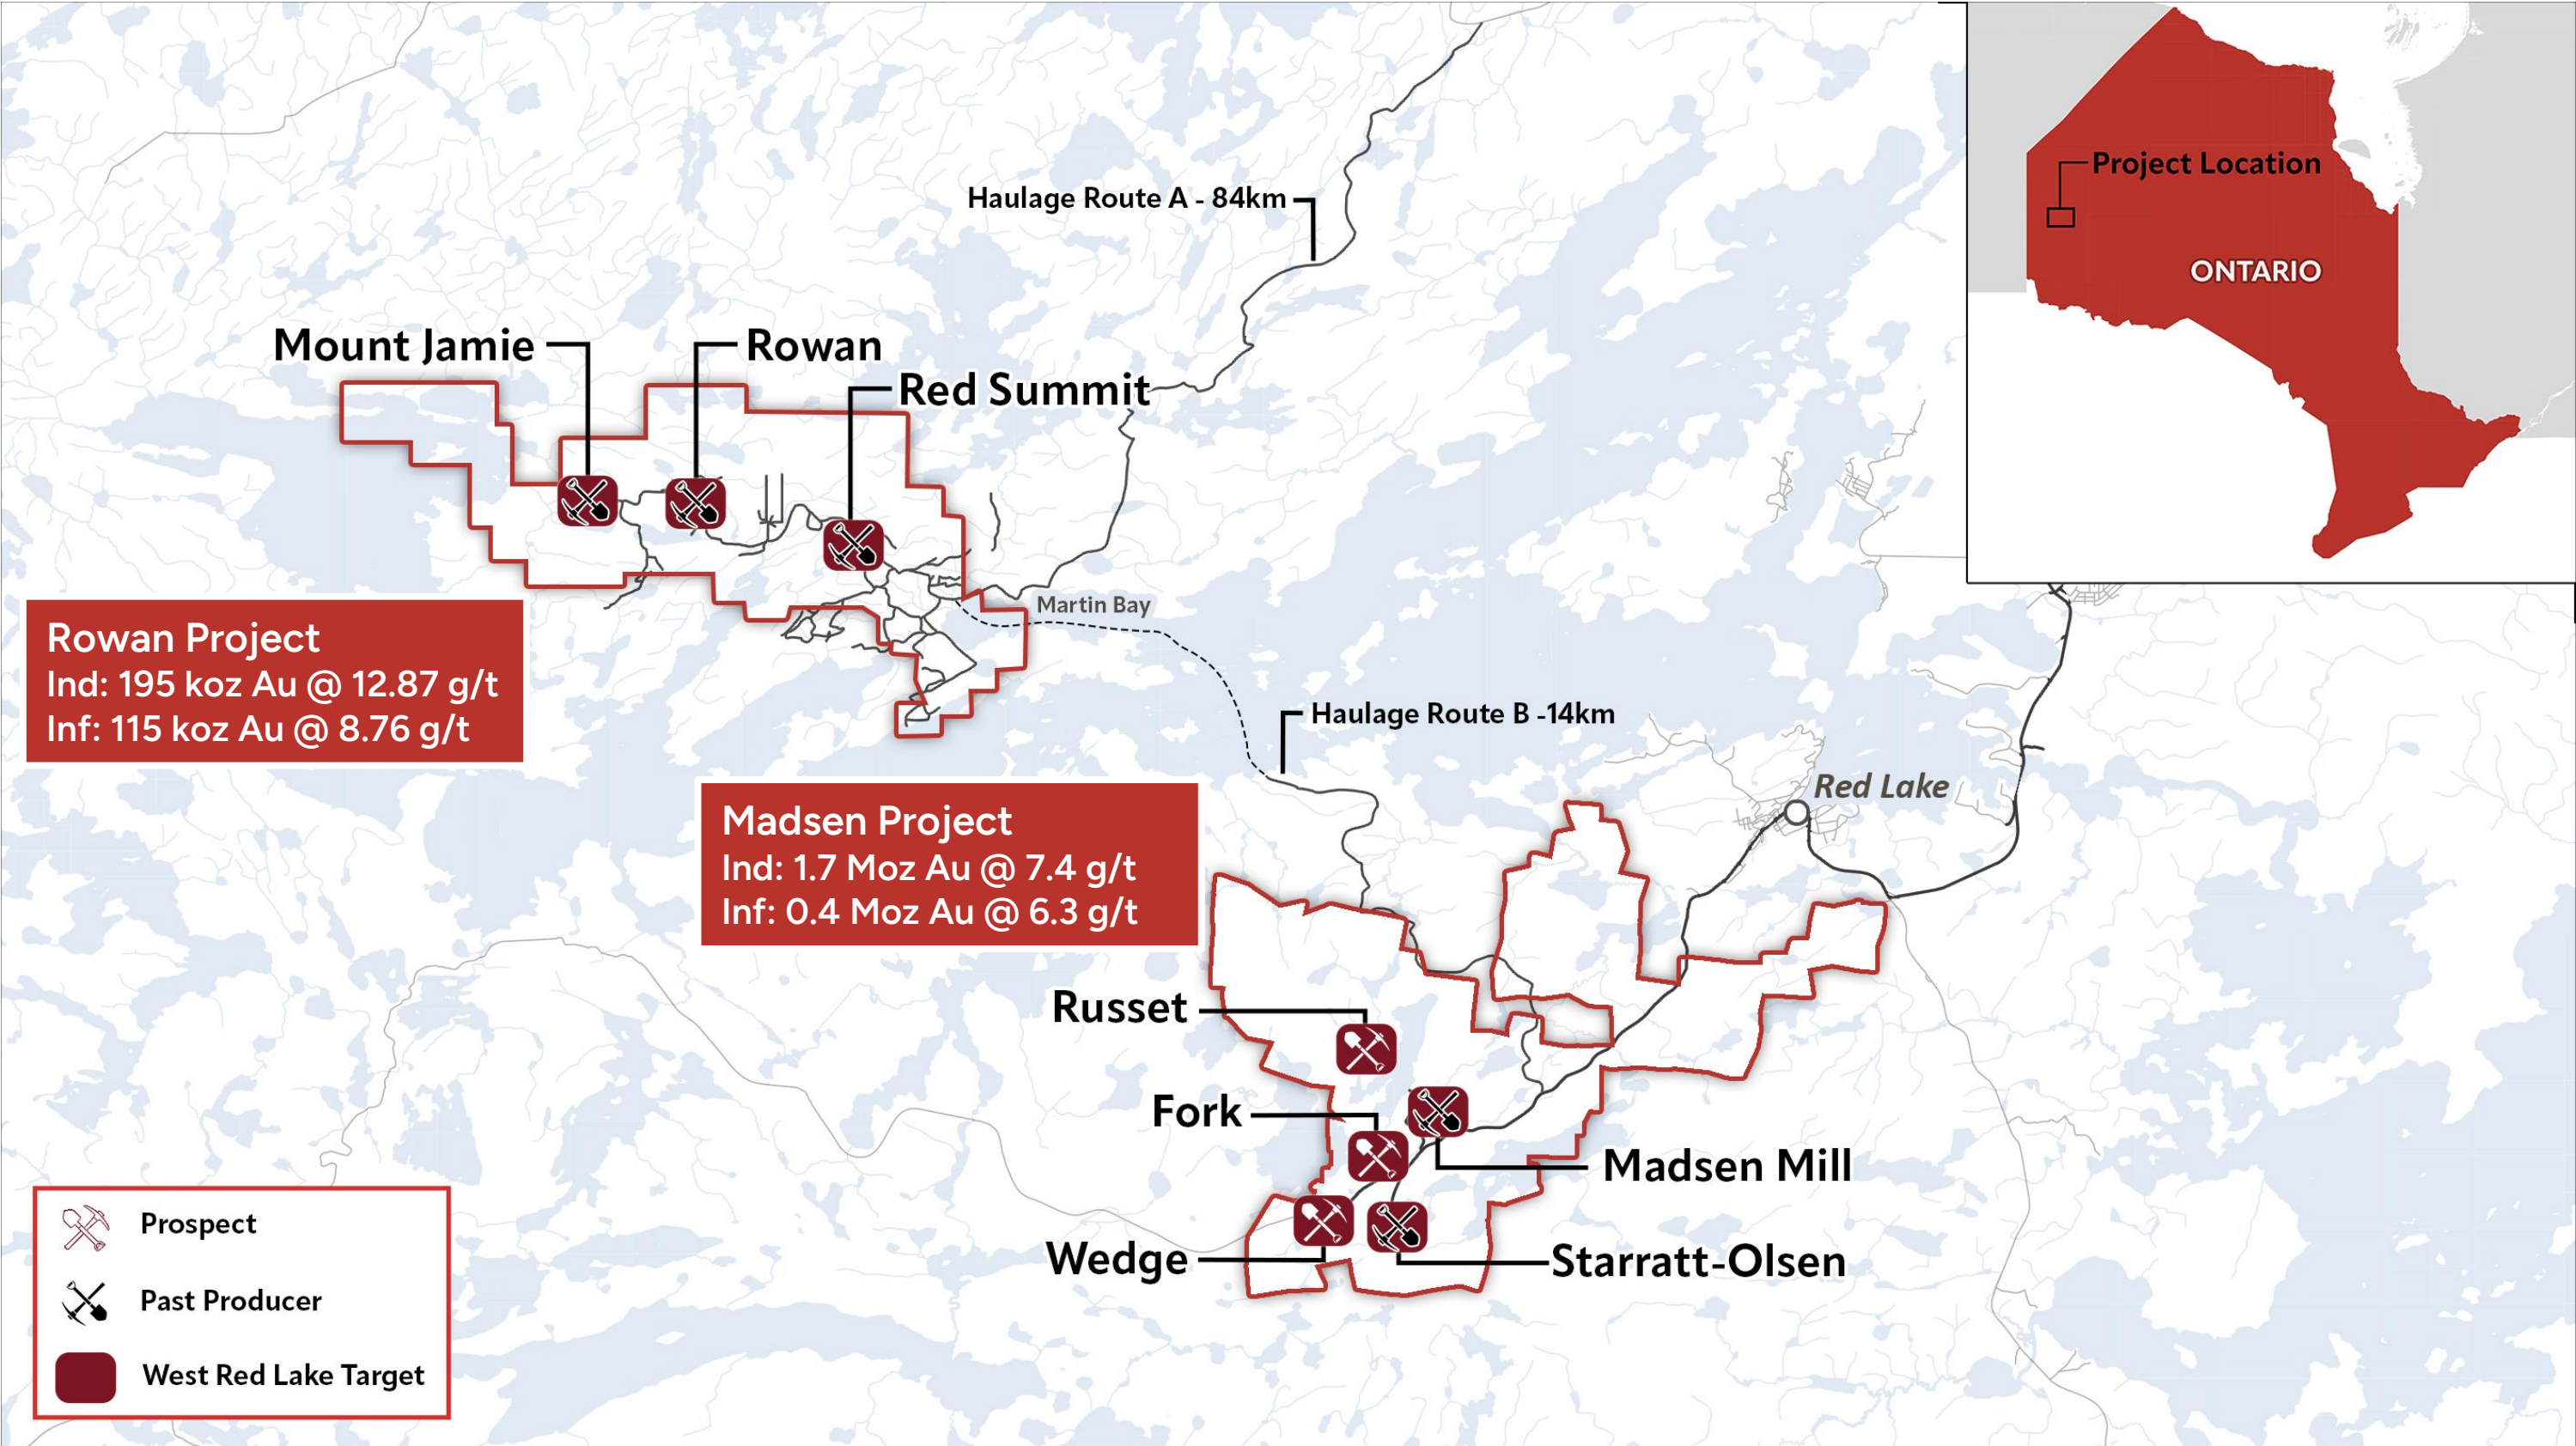 Project Location
ONTARIO
Haulage Route A - 84km
Mount Jamie
Rowan
Red Summit
Martin Bay
Rowan Project
Ind: 195 koz Au @ 12.87 g/t
Inf: 115 koz Au @ 8.76 g/t
Haulage Route B -14km
Red Lake
Madsen Project
Ind: 1.7 Moz Au @ 7.4 g/t
Inf: 0.4 Moz Au @ 6.3 g/t
Russet
Fork
Madsen Mill
Wedge
Starratt-Olsen
Prospect
Past Producer
West Red Lake Target